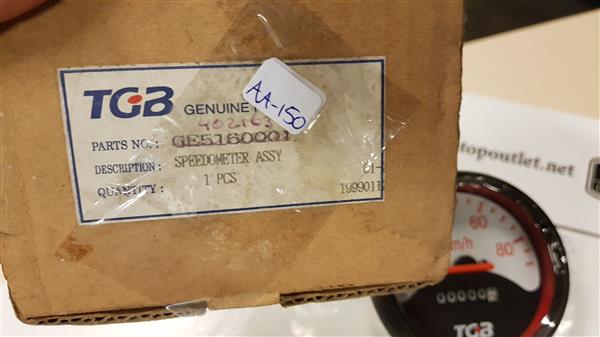 TGB GENUINE
AA-150
402163
PARTS NO.: GE5160001
DESCRIPTION: SPEEDOMETER ASSY
QUANTITY: 1 PCS
1999011
topoutlet.net
60
80
km/h
TGB